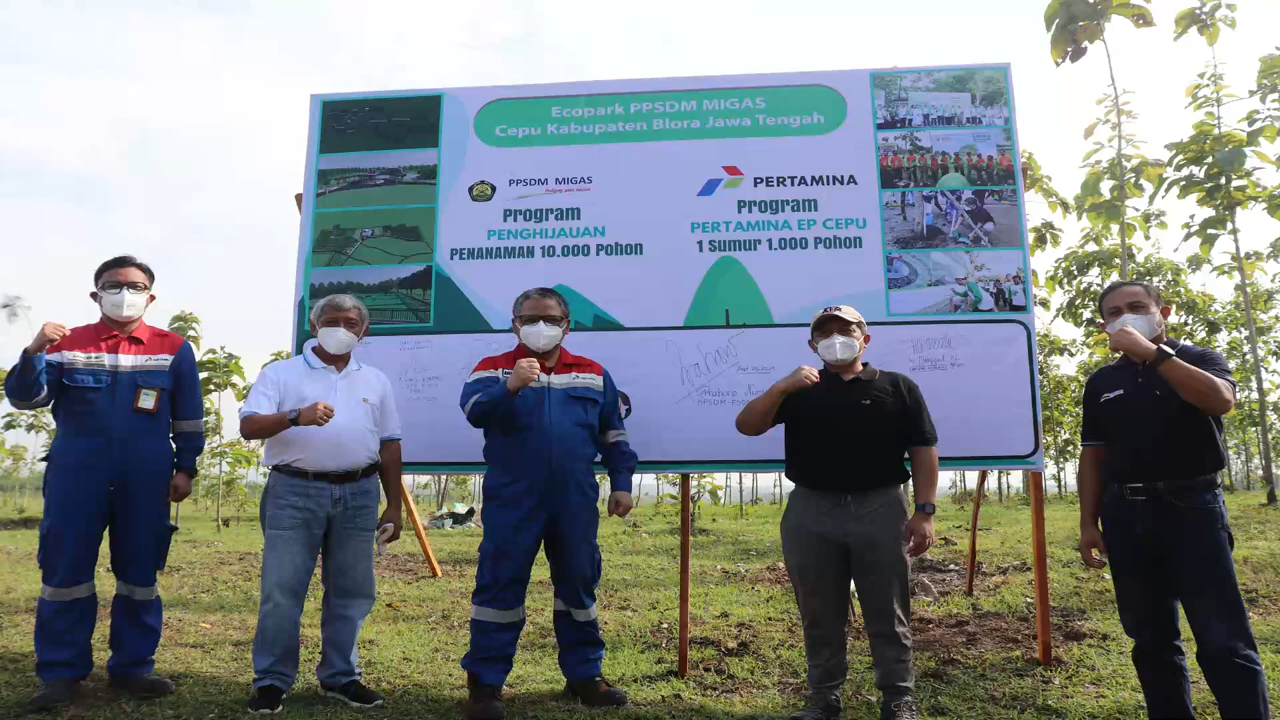 Ecopark PPSDM MIGAS
Cepu Kabupaten Blora Jawa Tengah
PPSDM MIGAS
Program
PENGHIJAUAN
PENANAMAN 10.000 Pohon
PERTAMINA
Program
PERTAMINA EP CEPU
1 Sumur 1.000 Pohon